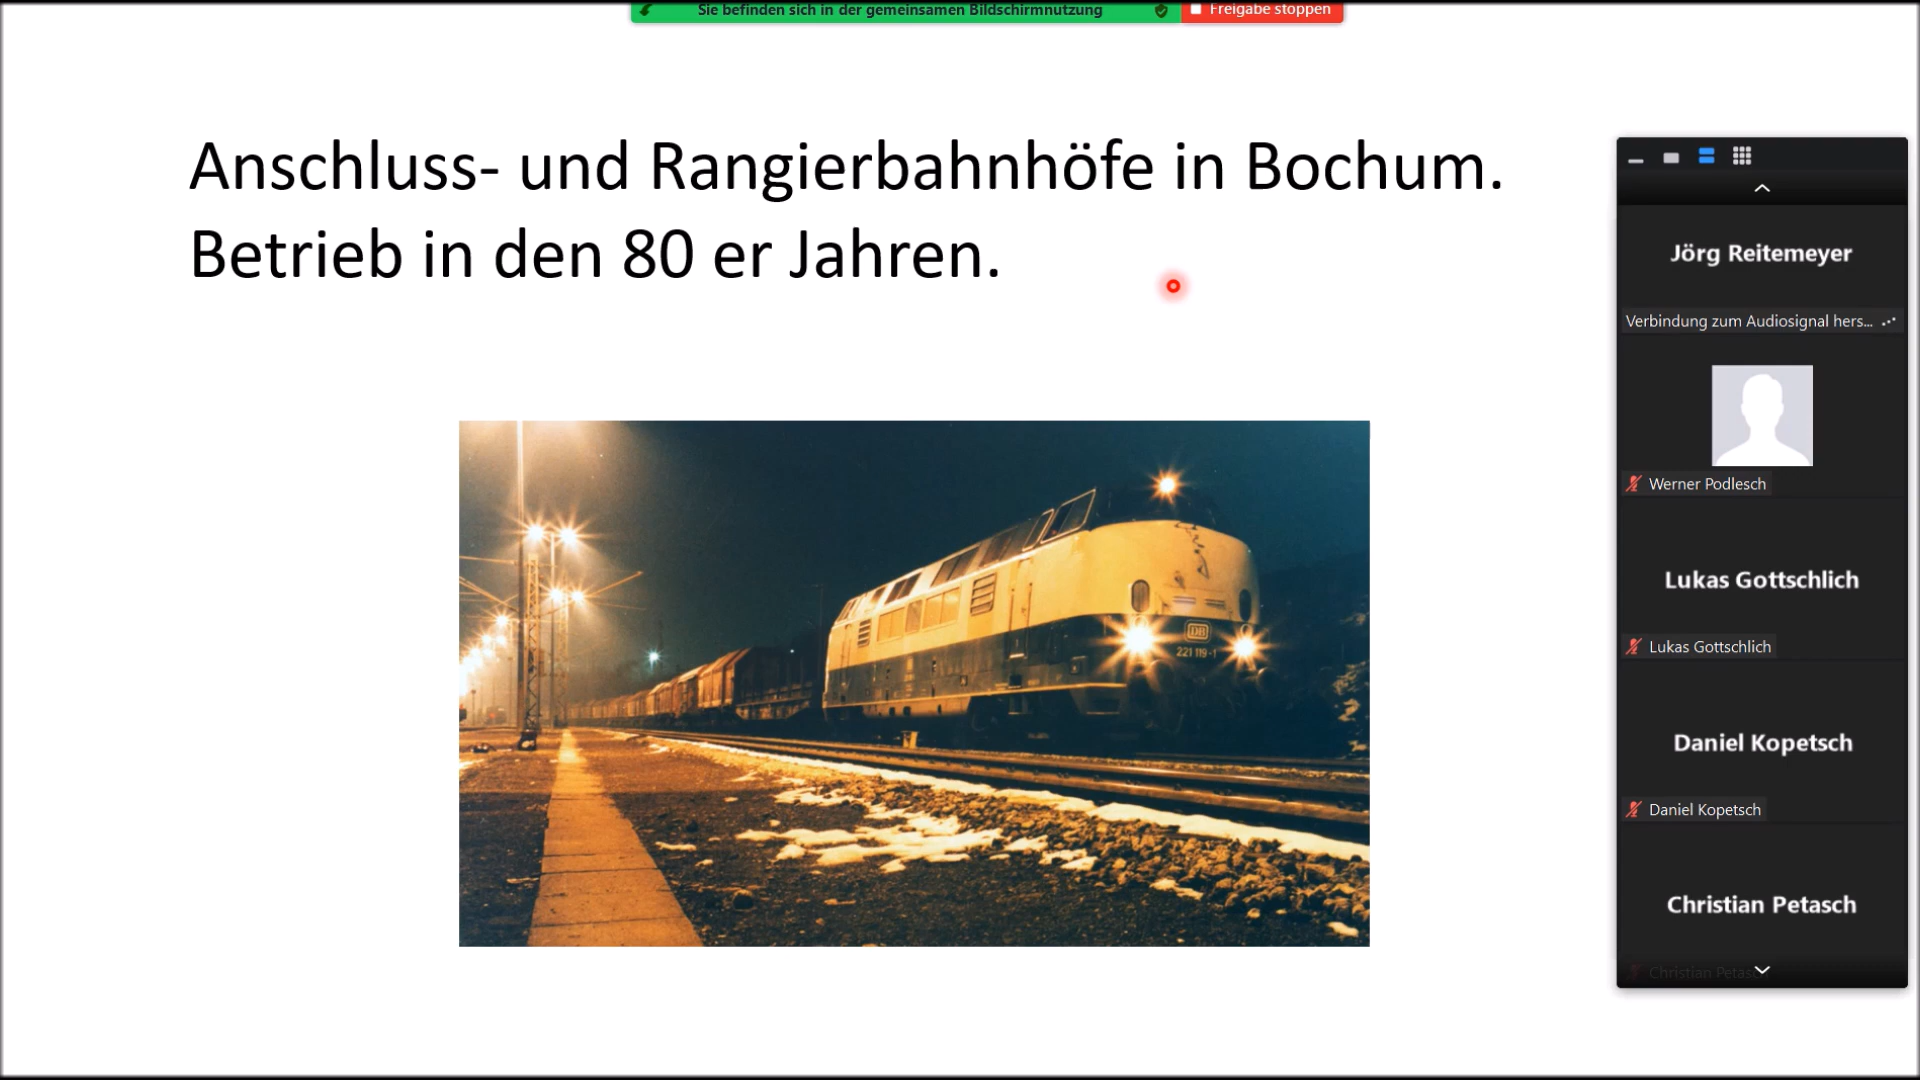 Sie befinden sich in der gemeinsamen Bildschirmnutzung
Freigabe stoppen
Anschluss- und Rangierbahnhöfe in Bochum.
Betrieb in den 80 er Jahren.
DB
221 119-1
Jörg Reitemeyer
Verbindung zum Audiosignal hers...
Werner Podlesch
Lukas Gottschlich
Lukas Gottschlich
Daniel Kopetsch
Daniel Kopetsch
Christian Petasch
Christian Petasch